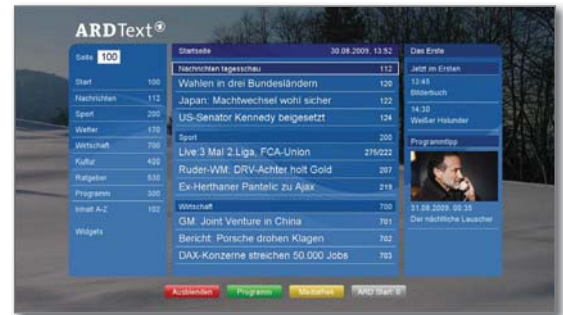 ARDText
Seite 100
Start 100
Nachrichten 112
Sport 200
Wetter 170
Wirtschaft 700
Kultur 400
Ratgeber 530
Programm 300
Inhalt A-Z 102
Widgets
Startseite 30.08.2009, 13:52
Nachrichten tagesschau 112
Wahlen in drei Bundesländern 120
Japan: Machtwechsel wohl sicher 122
US-Senator Kennedy beigesetzt 124
Sport 200
Live:3 Mal 2.Liga, FCA-Union 275/222
Ruder-WM: DRV-Achter holt Gold 207
Ex-Herthaner Pantelic zu Ajax 219
Wirtschaft 700
GM: Joint Venture in China 701
Bericht: Porsche drohen Klagen 702
DAX-Konzerne streichen 50.000 Jobs 703
Das Erste
Jetzt im Ersten
13:45
Bilderbuch
14:30
Weißer Holunder
Programmtipp
31.08.2009, 00:35
Der nächtliche Lauscher
Ausblenden
Programm
Mediathek
ARD Start: 0